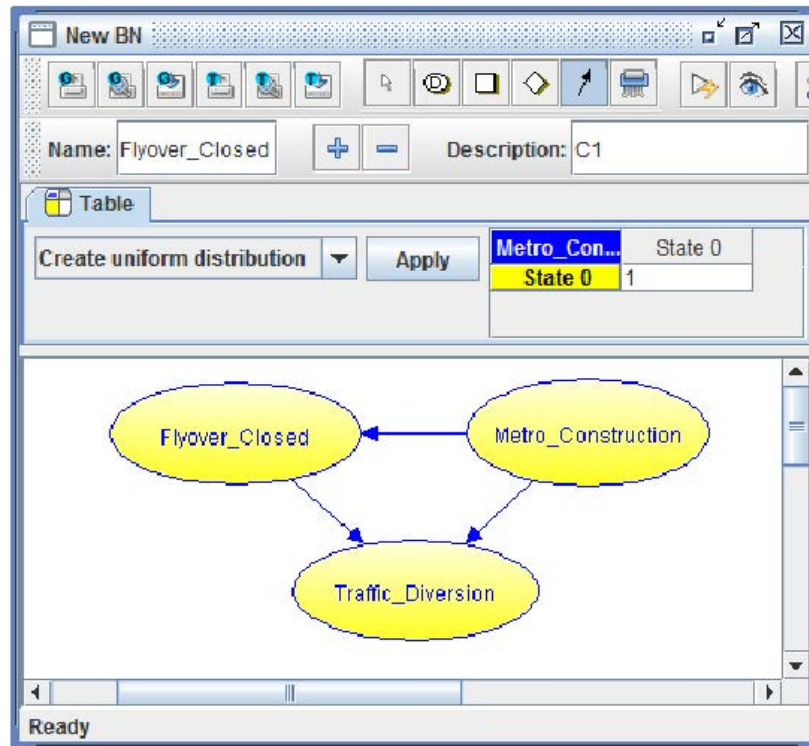 New BN
Name: Flyover_Closed Description: C1
Table
Create uniform distribution Apply Metro_Con... State 0
State 0 1
Flyover_Closed Metro_Construction
Traffic_Diversion
Ready